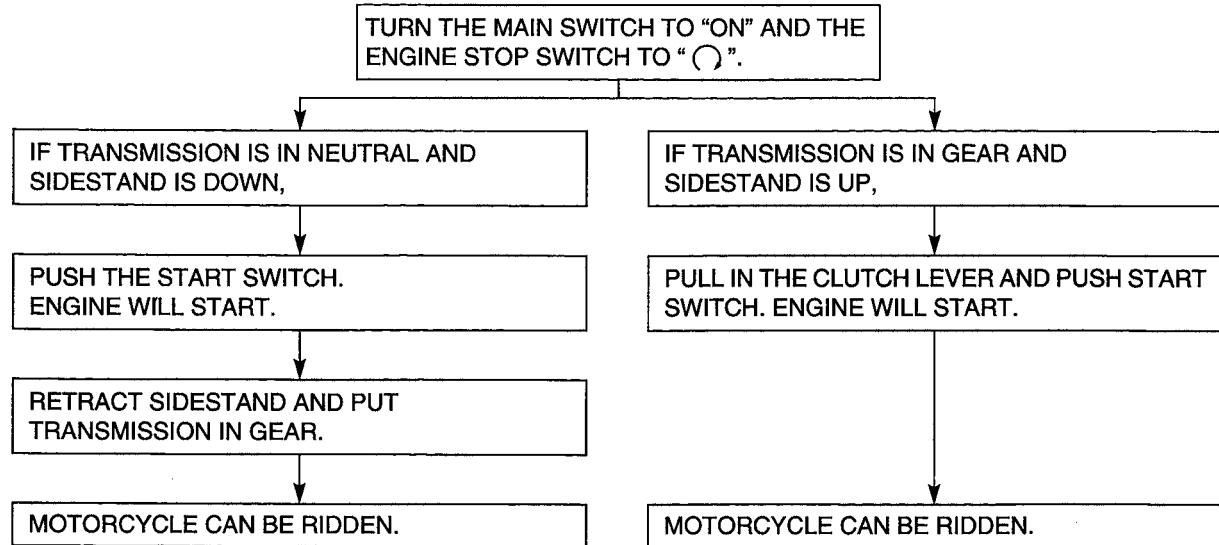 TURN THE MAIN SWITCH TO “ON” AND THE
ENGINE STOP SWITCH TO “ ”.
IF TRANSMISSION IS IN NEUTRAL AND
SIDESTAND IS DOWN,
PUSH THE START SWITCH.
ENGINE WILL START.
RETRACT SIDESTAND AND PUT
TRANSMISSION IN GEAR.
MOTORCYCLE CAN BE RIDDEN.
IF TRANSMISSION IS IN GEAR AND
SIDESTAND IS UP,
PULL IN THE CLUTCH LEVER AND PUSH START
SWITCH. ENGINE WILL START.
MOTORCYCLE CAN BE RIDDEN.